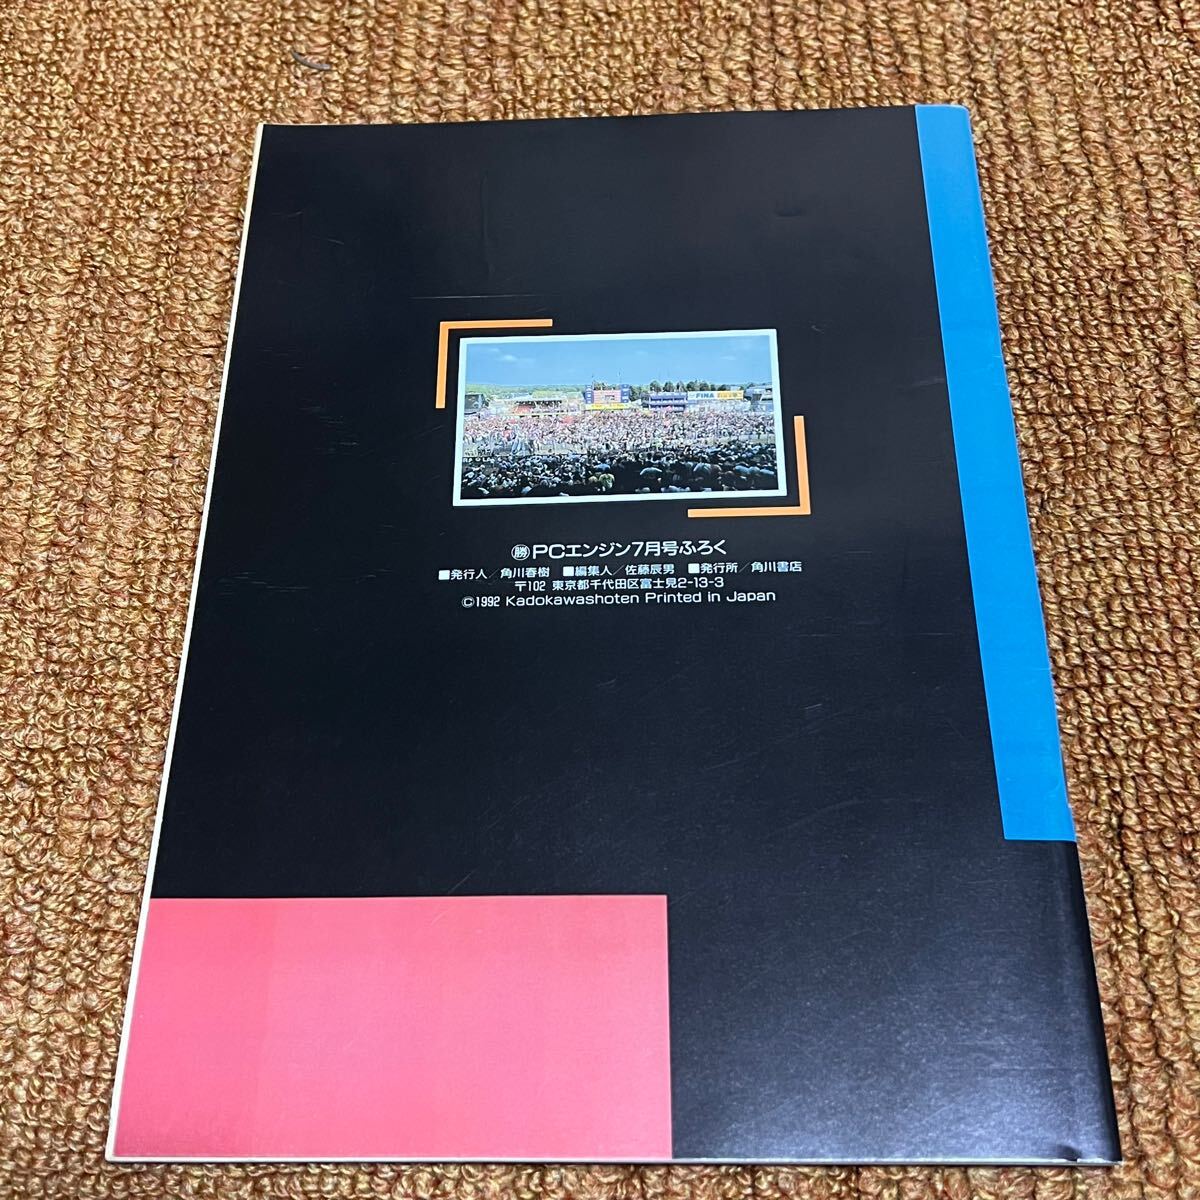 FINA
㊝PCエンジン7月号ふろく
■発行人／角川春樹 ■編集人／佐藤辰男 ■発行所／角川書店
〒102 東京都千代田区富士見2-13-3
©1992 Kadokawashoten Printed in Japan